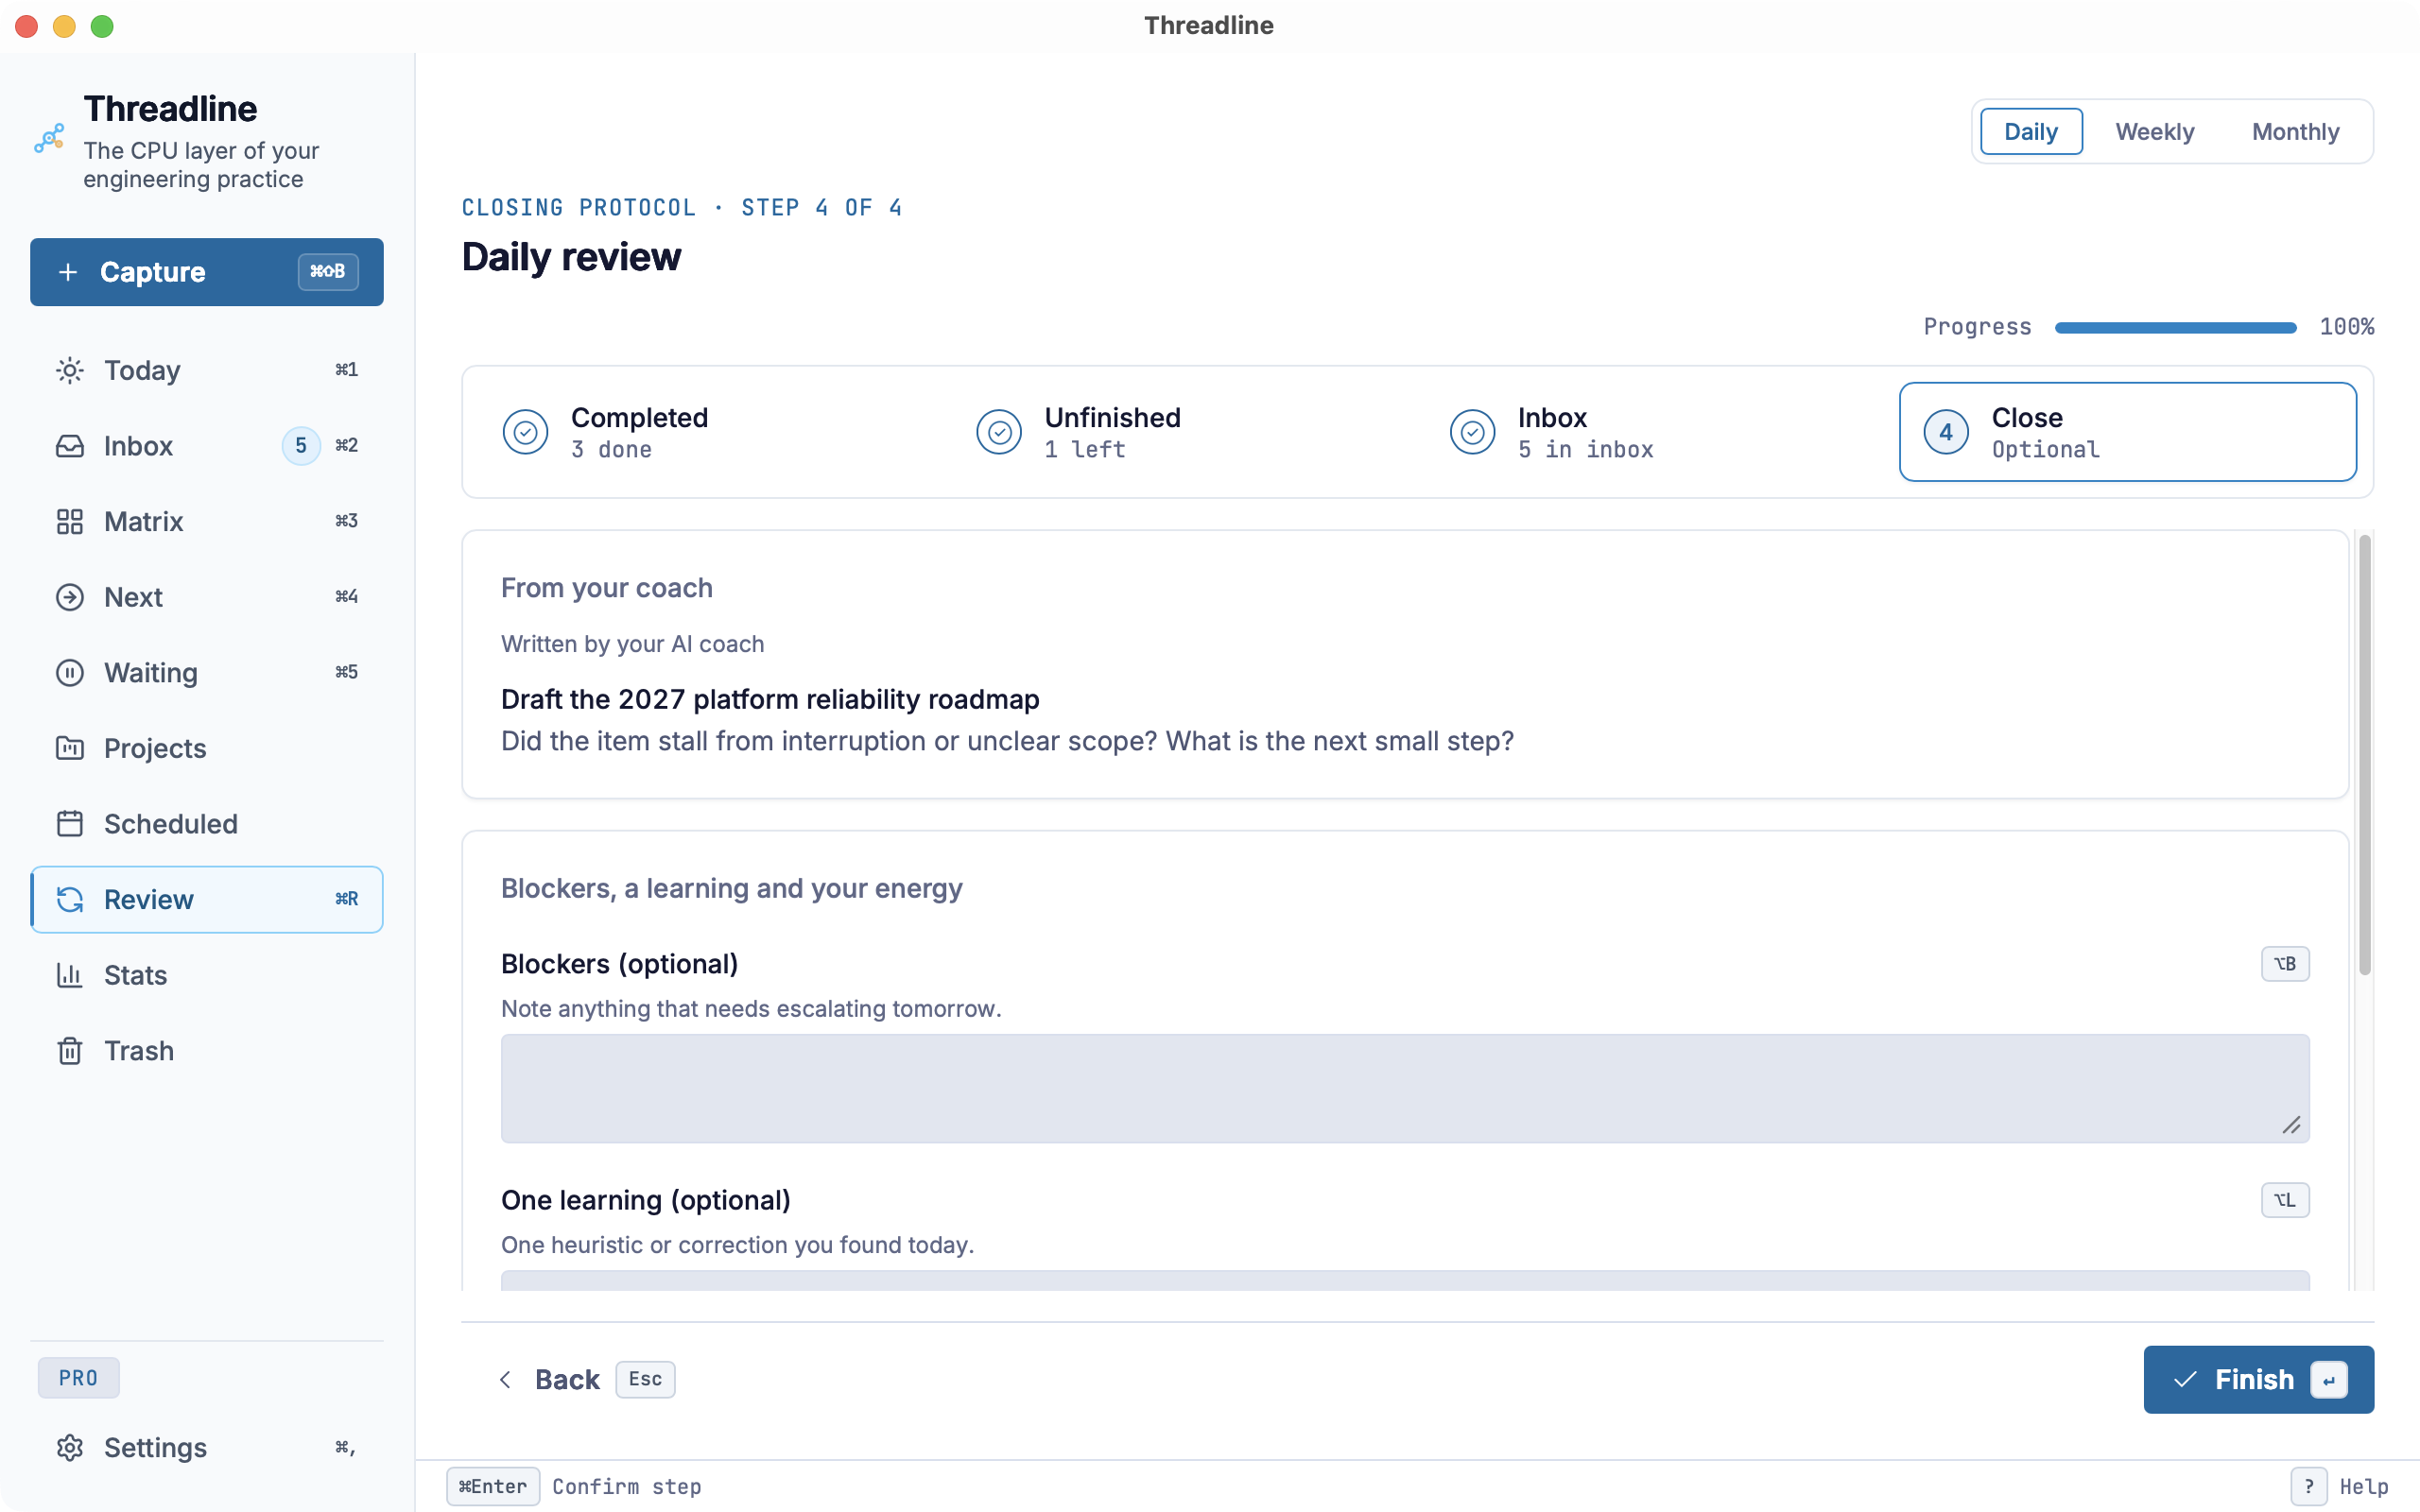 Threadline
Threadline
The CPU layer of your
engineering practice
+ Capture ⌘⇧B
Today ⌘1
Inbox 5 ⌘2
Matrix ⌘3
Next ⌘4
Waiting ⌘5
Projects
Scheduled
Review ⌘R
Stats
Trash
PRO
Settings ⌘,
Daily Weekly Monthly
CLOSING PROTOCOL · STEP 4 OF 4
Daily review
Progress 100%
Completed
3 done
Unfinished
1 left
Inbox
5 in inbox
4 Close
Optional
From your coach
Written by your AI coach
Draft the 2027 platform reliability roadmap
Did the item stall from interruption or unclear scope? What is the next small step?
Blockers, a learning and your energy
Blockers (optional) ⌥B
Note anything that needs escalating tomorrow.
One learning (optional) ⌥L
One heuristic or correction you found today.
Back Esc
Finish ↵
⌘Enter Confirm step
? Help